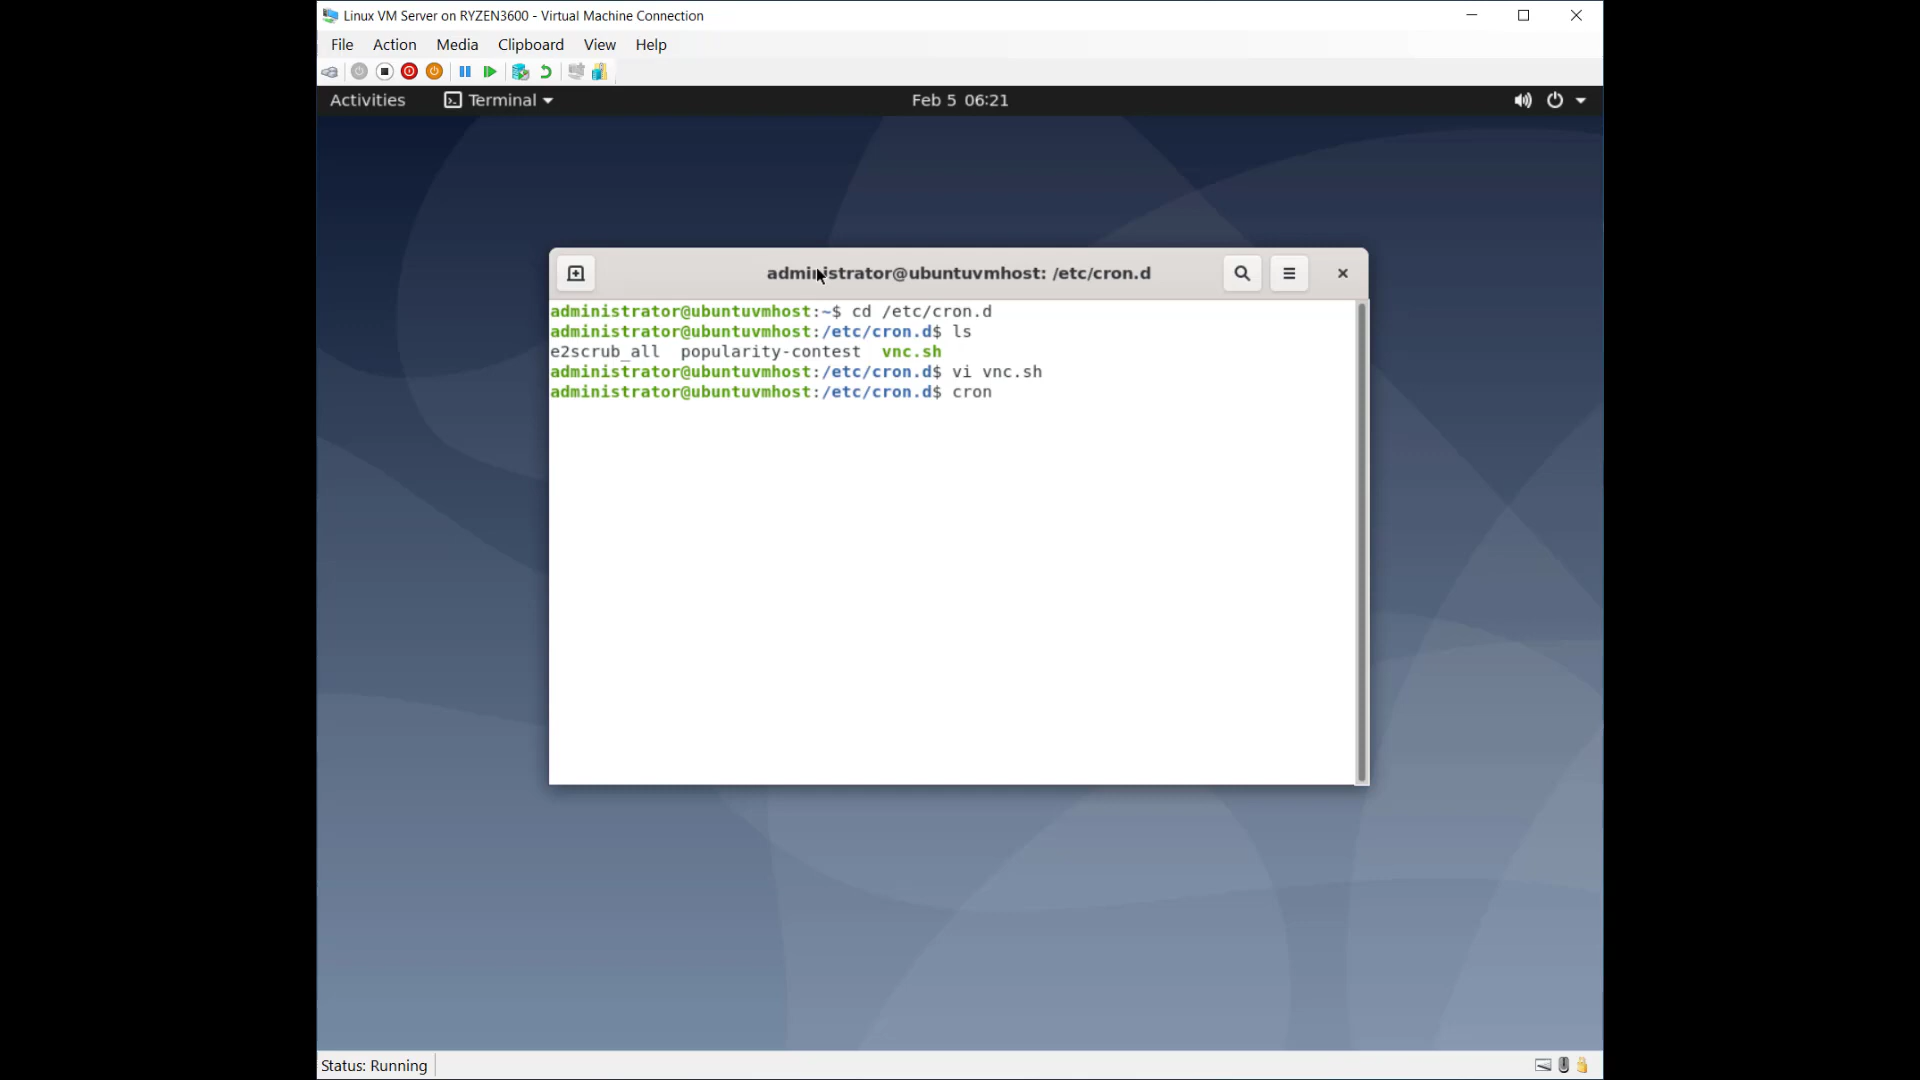 Linux VM Server on RYZEN3600 - Virtual Machine Connection
File Action Media Clipboard View Help
Activities Terminal Feb 5 06:21
administrator@ubuntuvmhost: /etc/cron.d
administrator@ubuntuvmhost:~$ cd /etc/cron.d
administrator@ubuntuvmhost:/etc/cron.d$ ls
e2scrub_all popularity-contest vnc.sh
administrator@ubuntuvmhost:/etc/cron.d$ vi vnc.sh
administrator@ubuntuvmhost:/etc/cron.d$ cron
Status: Running